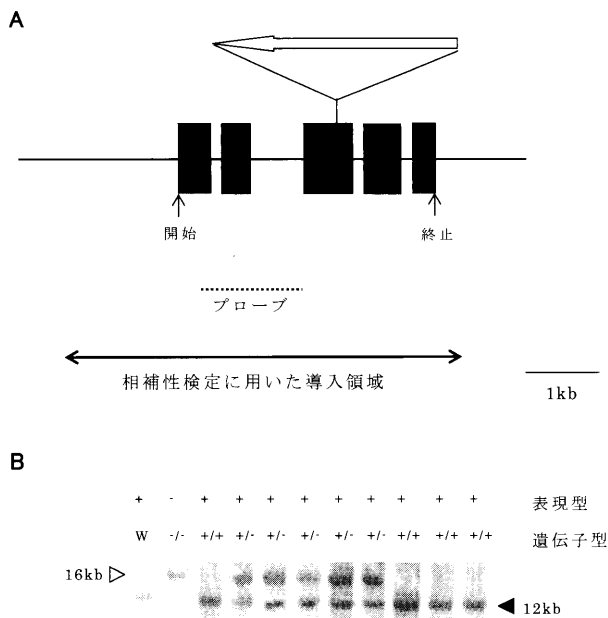 A
開始
終止
プローブ
相補性検定に用いた導入領域
1kb
B
+ - + + + + + + + + + 表現型
W -/- +/+ +/- +/- +/- +/- +/- +/+ +/+ +/+ 遺伝子型
16kb
12kb